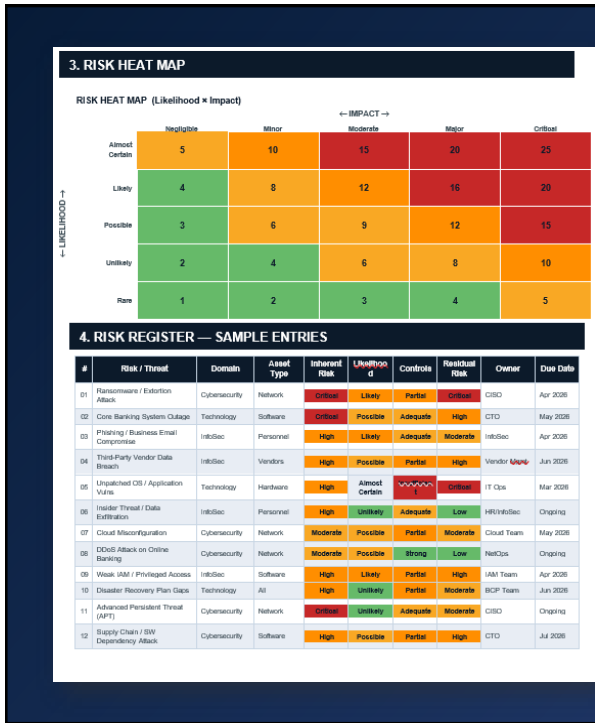 3. RISK HEAT MAP
RISK HEAT MAP (Likelihood × Impact)
← IMPACT →
Negligible Minor Moderate Major Critical
← LIKELIHOOD →
Almost
Certain
5 10 15 20 25
Likely 4 8 12 16 20
Possible 3 6 9 12 15
Unlikely 2 4 6 8 10
Rare 1 2 3 4 5
4. RISK REGISTER — SAMPLE ENTRIES
# Risk / Threat Domain Asset Type Inherent Risk Likelihoo d Controls Residual Risk Owner Due Date
01 Ransomware / Extortion Attack Cybersecurity Network Critical Likely Partial Critical CISO Apr 2026
02 Core Banking System Outage Technology Software Critical Possible Adequate High CTO May 2026
03 Phishing / Business Email Compromise InfoSec Personnel High Likely Adequate Moderate InfoSec Apr 2026
04 Third-Party Vendor Data Breach InfoSec Vendors High Possible Partial High Vendor Jun 2026
05 Unpatched OS / Application Vulns Technology Hardware High Almost Certain t Critical IT Ops Mar 2026
06 Insider Threat / Data Exfiltration InfoSec Personnel High Unlikely Adequate Low HR/InfoSec Ongoing
07 Cloud Misconfiguration Cybersecurity Network Moderate Possible Partial Moderate Cloud Team May 2026
08 DDoS Attack on Online Banking Cybersecurity Network Moderate Possible Strong Low NetOps Ongoing
09 Weak IAM / Privileged Access InfoSec Software High Likely Partial High IAM Team Apr 2026
10 Disaster Recovery Plan Gaps Technology All High Unlikely Partial Moderate BCP Team Jun 2026
11 Advanced Persistent Threat (APT) Cybersecurity Network Critical Unlikely Adequate Moderate CISO Ongoing
12 Supply Chain / SW Dependency Attack Cybersecurity Software High Possible Partial High CTO Jul 2026